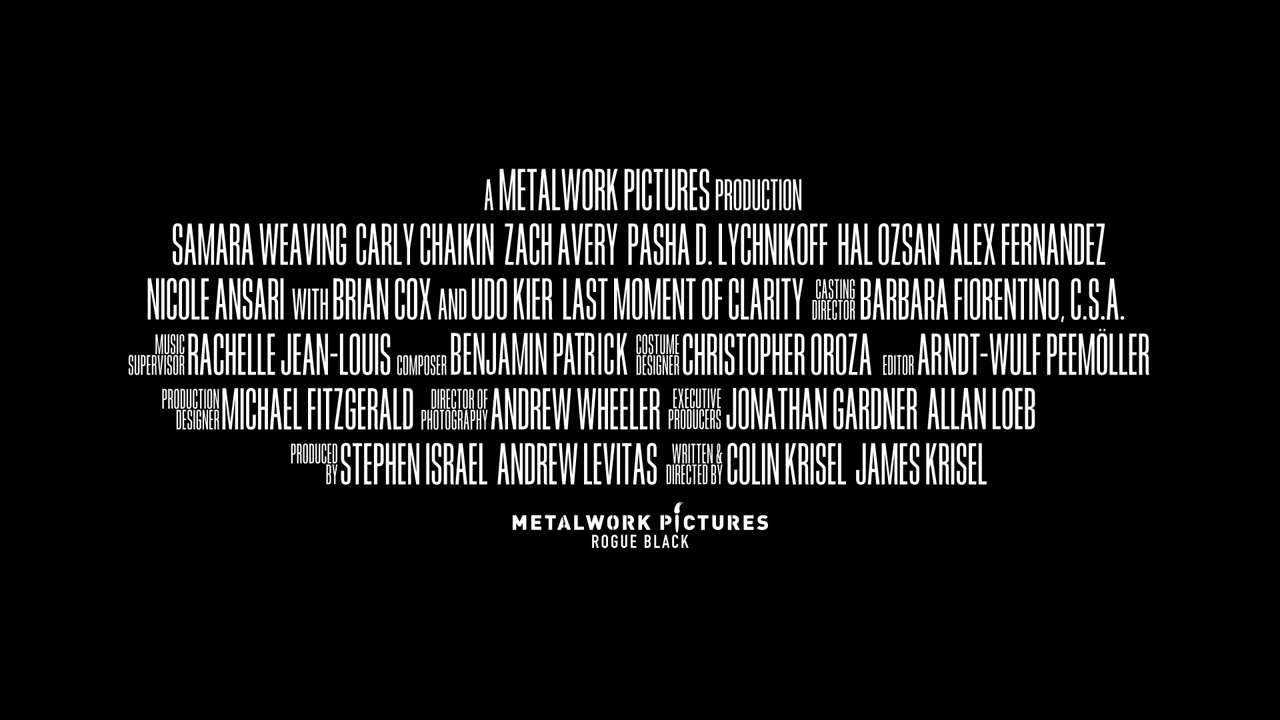 A METALWORK PICTURES PRODUCTION
SAMARA WEAVING CARLY CHAIKIN ZACH AVERY PASHA D. LYCHNIKOFF HAL OZSAN ALEX FERNANDEZ
NICOLE ANSARI WITH BRIAN COX AND UDO KIER LAST MOMENT OF CLARITY CASTING DIRECTOR BARBARA FIORENTINO, C.S.A.
MUSIC SUPERVISOR RACHELLE JEAN-LOUIS COMPOSER BENJAMIN PATRICK COSTUME DESIGNER CHRISTOPHER OROZA EDITOR ARNDT-WULF PEEMÖLLER
PRODUCTION DESIGNER MICHAEL FITZGERALD DIRECTOR OF PHOTOGRAPHY ANDREW WHEELER EXECUTIVE PRODUCERS JONATHAN GARDNER ALLAN LOEB
PRODUCED BY STEPHEN ISRAEL ANDREW LEVITAS WRITTEN & DIRECTED BY COLIN KRISEL JAMES KRISEL
METALWORK PICTURES
ROGUE BLACK